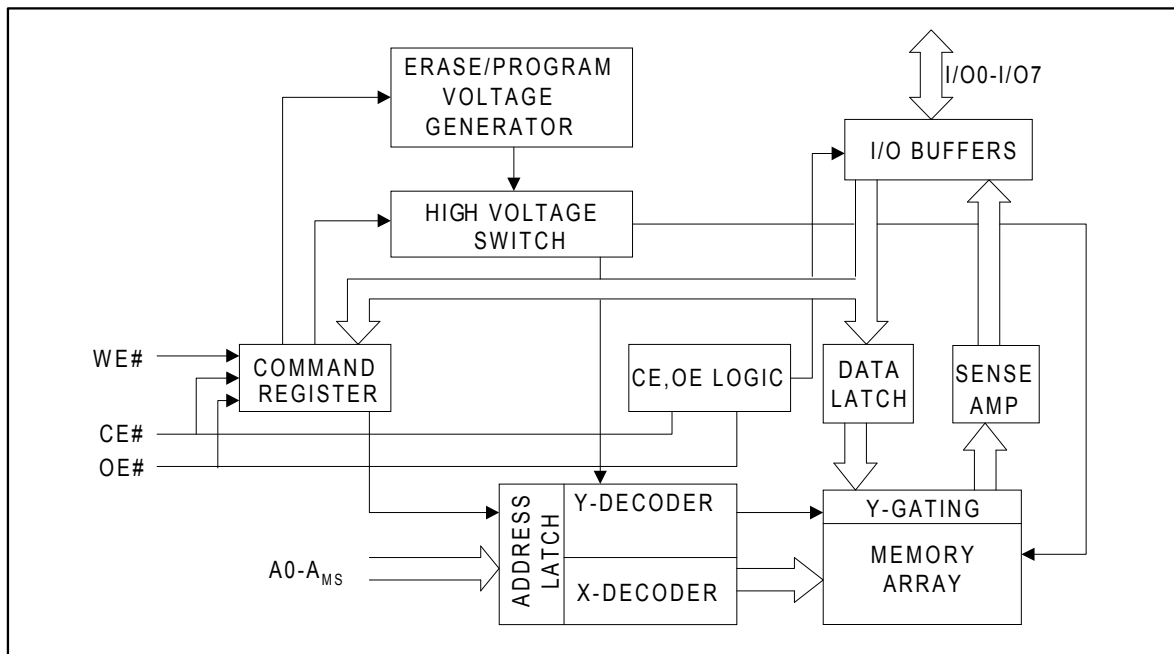 ERASE/PROGRAM
VOLTAGE
GENERATOR
I/O0-I/O7
I/O BUFFERS
HIGH VOLTAGE
SWITCH
WE#
COMMAND
REGISTER
CE,OE LOGIC
DATA
LATCH
SENSE
AMP
CE#
OE#
ADDRESS
LATCH
Y-DECODER
Y-GATING
A0-AMS
X-DECODER
MEMORY
ARRAY